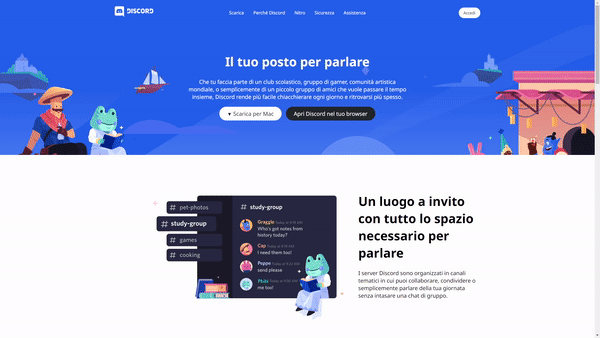 DISCORD
Scarica Perché Discord Nitro Sicurezza Assistenza Accedi
Il tuo posto per parlare
Che tu faccia parte di un club scolastico, gruppo di gamer, comunità artistica
mondiale, o semplicemente di un piccolo gruppo di amici che vuole passare il tempo
insieme, Discord rende più facile chiacchierare ogni giorno e ritrovarsi più spesso.
Scarica per Mac
Apri Discord nel tuo browser
# pet-photos
# study-group
# games
# cooking
# study-group
Graggle
Who's got notes from
history today?
Cap
I need them too!
Peppe
send please
Phibi
me too!
Un luogo a invito
con tutto lo spazio
necessario per
parlare
I server Discord sono organizzati in canali
tematici in cui puoi collaborare, condividere o
semplicemente parlare della tua giornata
senza intasare una chat di gruppo.